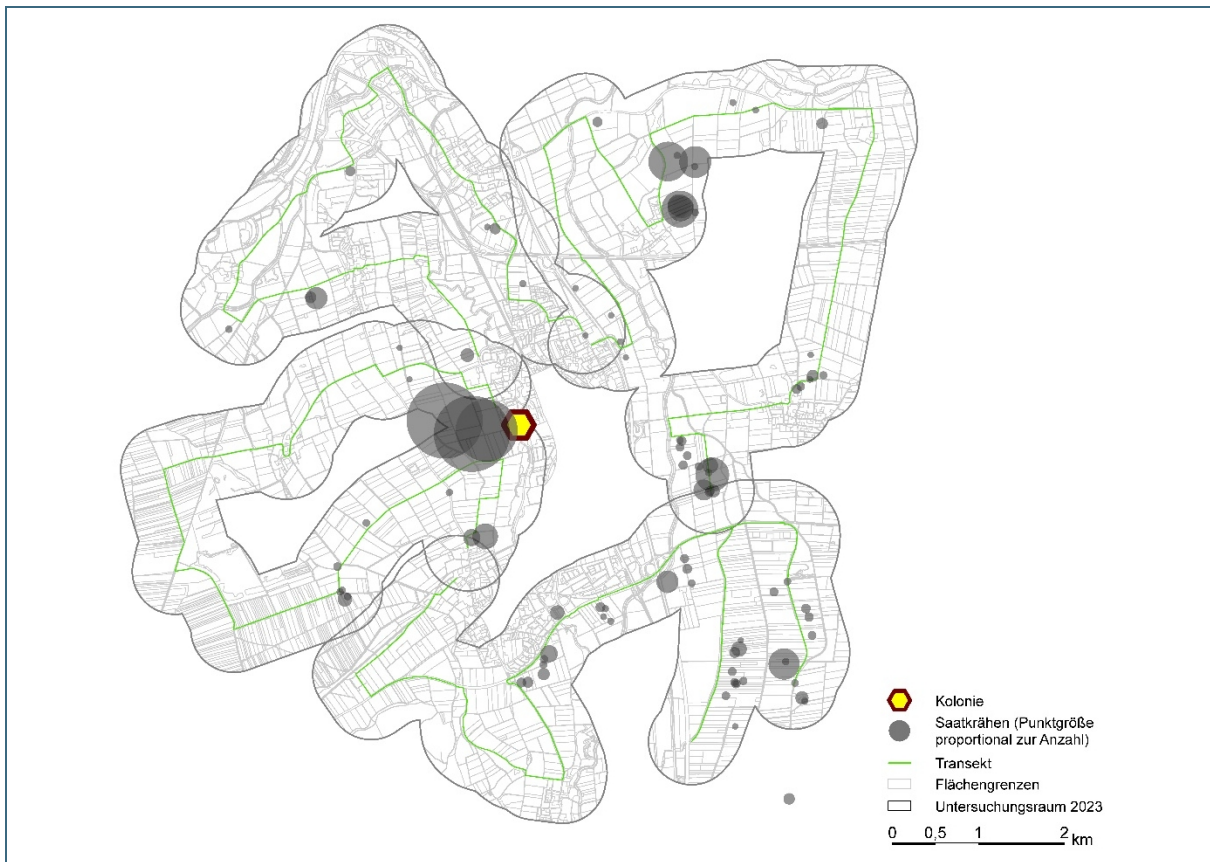 Kolonie
Saatkrähen (Punktgröße
proportional zur Anzahl)
Transekt
Flächengrenzen
Untersuchungsraum 2023
0 0,5 1 2 km